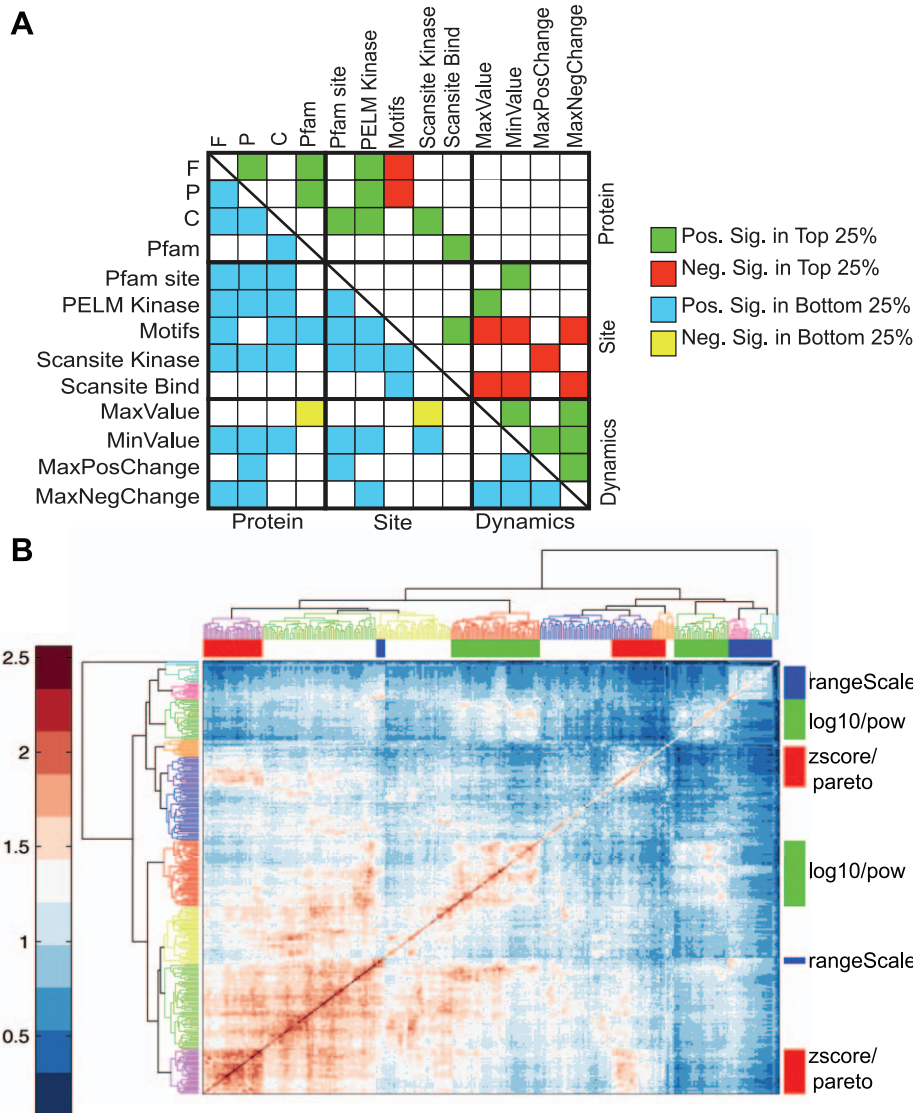 A
F
P
C
Pfam
Pfam site
PELM Kinase
Motifs
Scansite Kinase
Scansite Bind
MaxValue
MinValue
MaxPosChange
MaxNegChange
F
P
C
Pfam
Pfam site
PELM Kinase
Motifs
Scansite Kinase
Scansite Bind
MaxValue
MinValue
MaxPosChange
MaxNegChange
Protein
Site
Dynamics
Protein
Site
Dynamics
Pos. Sig. in Top 25%
Neg. Sig. in Top 25%
Pos. Sig. in Bottom 25%
Neg. Sig. in Bottom 25%
B
2.5
2
1.5
1
0.5
rangeScale
log10/pow
zscore/
pareto
log10/pow
rangeScale
zscore/
pareto